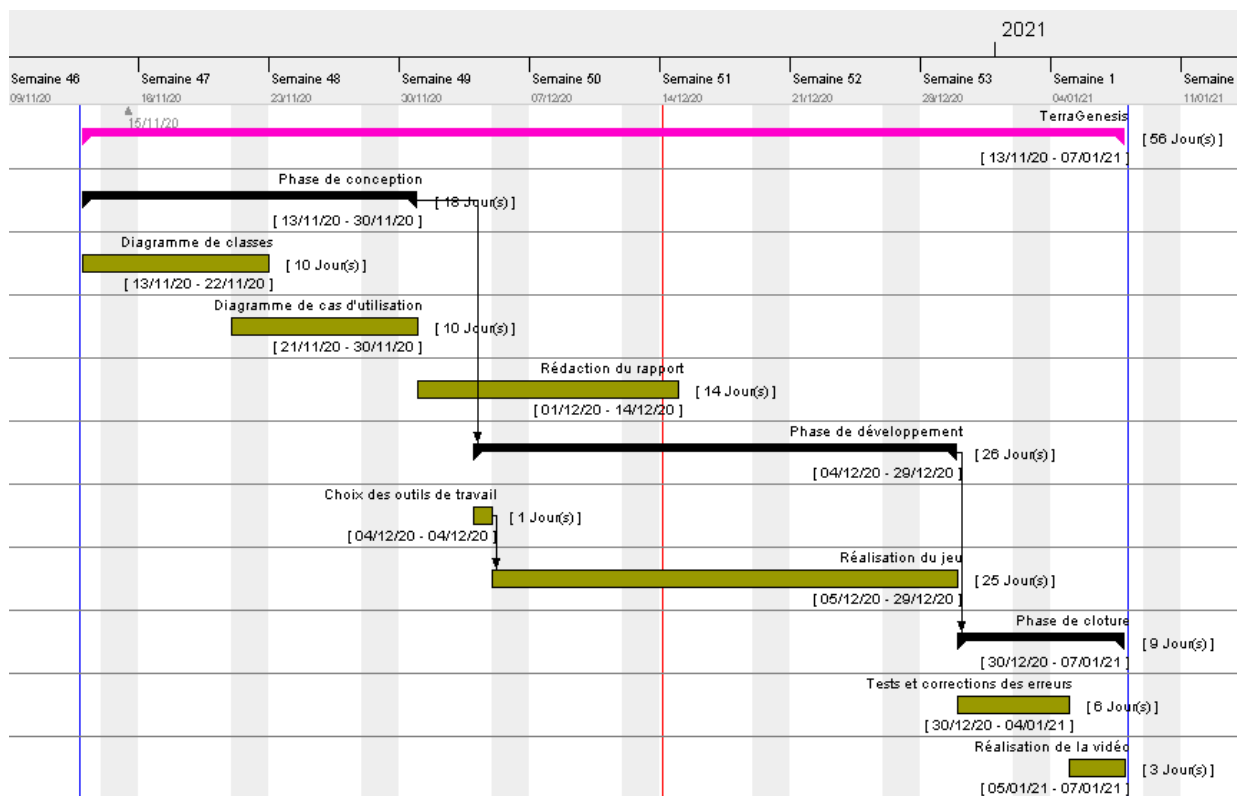 2021
Semaine 46 Semaine 47 Semaine 48 Semaine 49 Semaine 50 Semaine 51 Semaine 52 Semaine 53 Semaine 1 Semaine
09/11/20 16/11/20 23/11/20 30/11/20 07/12/20 14/12/20 21/12/20 28/12/20 04/01/21 11/01/21
15/11/20
TerraGenesis
[ 56 Jour(s) ]
[ 13/11/20 - 07/01/21 ]
Phase de conception
[ 18 Jour(s) ]
[ 13/11/20 - 30/11/20 ]
Diagramme de classes
[ 10 Jour(s) ]
[ 13/11/20 - 22/11/20 ]
Diagramme de cas d'utilisation
[ 10 Jour(s) ]
[ 21/11/20 - 30/11/20 ]
Rédaction du rapport
[ 14 Jour(s) ]
[ 01/12/20 - 14/12/20 ]
Phase de développement
[ 26 Jour(s) ]
[ 04/12/20 - 29/12/20 ]
Choix des outils de travail
[ 1 Jour(s) ]
[ 04/12/20 - 04/12/20 ]
Réalisation du jeu
[ 25 Jour(s) ]
[ 05/12/20 - 29/12/20 ]
Phase de cloture
[ 9 Jour(s) ]
[ 30/12/20 - 07/01/21 ]
Tests et corrections des erreurs
[ 6 Jour(s) ]
[ 30/12/20 - 04/01/21 ]
Réalisation de la vidéo
[ 3 Jour(s) ]
[ 05/01/21 - 07/01/21 ]